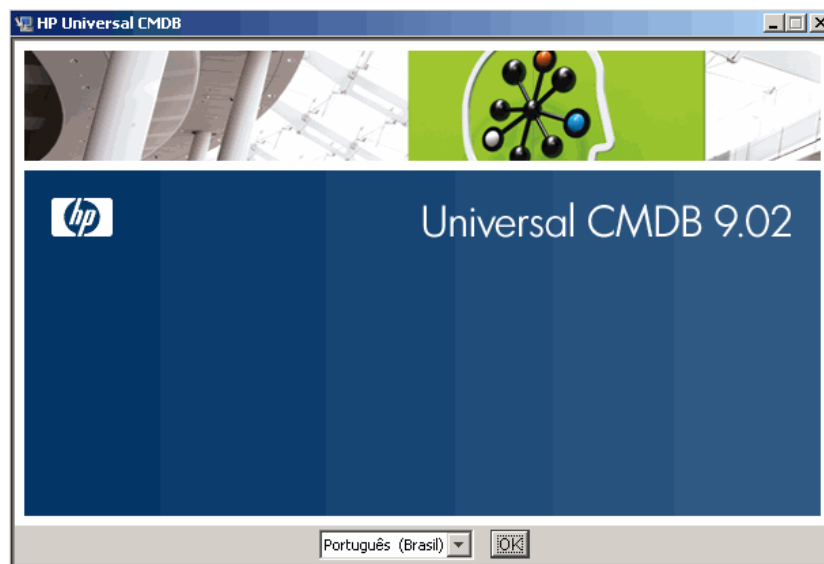 HP Universal CMDB
hp
Universal CMDB 9.02
Português (Brasil)
OK